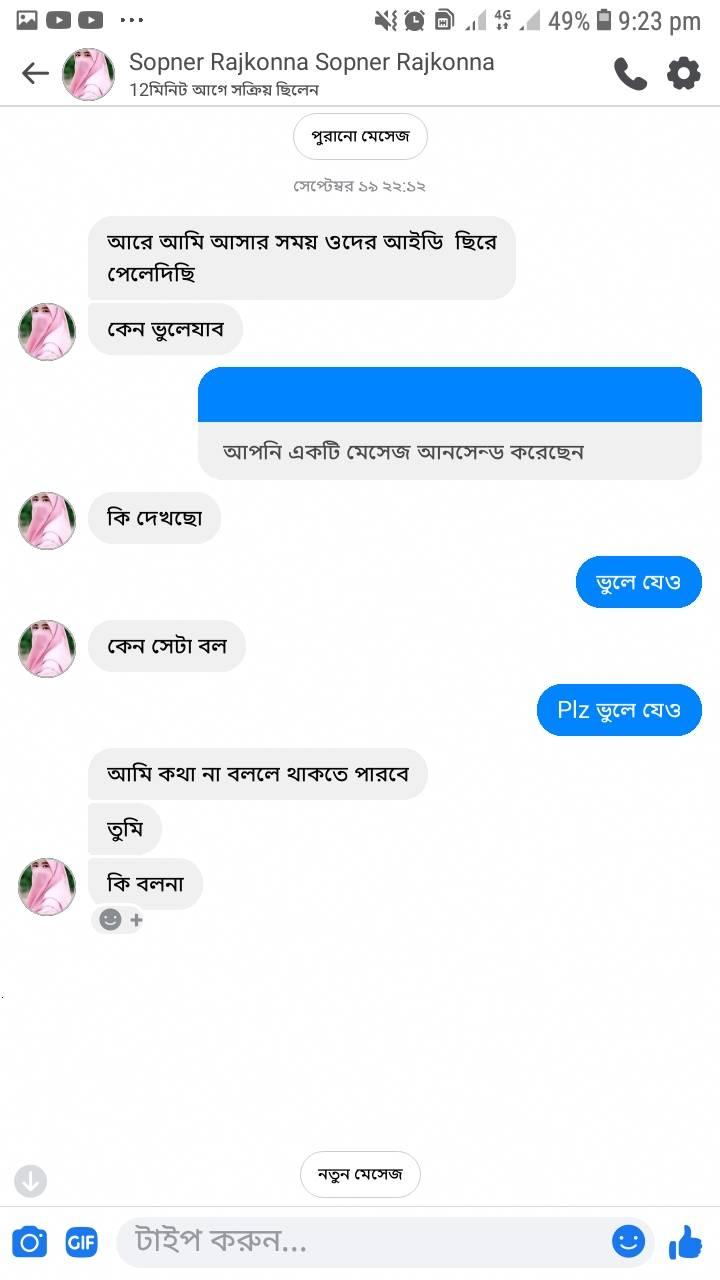 4G 49% 9:23 pm
Sopner Rajkonna Sopner Rajkonna
12মিনিট আগে সক্রিয় ছিলেন
পুরানো মেসেজ
সেপ্টেম্বর ১৯ ২২:১২
আরে আমি আসার সময় ওদের আইডি ছিরে
পেলেদিছি
কেন ভুলেযাব
আপনি একটি মেসেজ আনসেন্ড করেছেন
কি দেখছো
ভুলে যেও
কেন সেটা বল
Plz ভুলে যেও
আমি কথা না বললে থাকতে পারবে
তুমি
কি বলনা
নতুন মেসেজ
GIF টাইপ করুন...